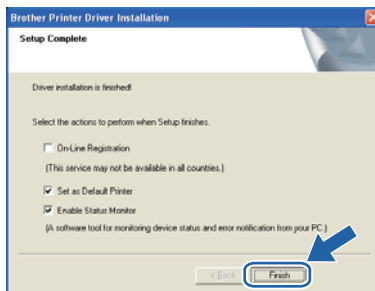 Brother Printer Driver Installation
Setup Complete
Driver installation is finished!
Select the actions to perform when Setup finishes.
On-Line Registration
(This service may not be available in all countries.)
Set as Default Printer
Enable Status Monitor
(A software tool for monitoring device status and error notification from your PC.)
< Back
Finish